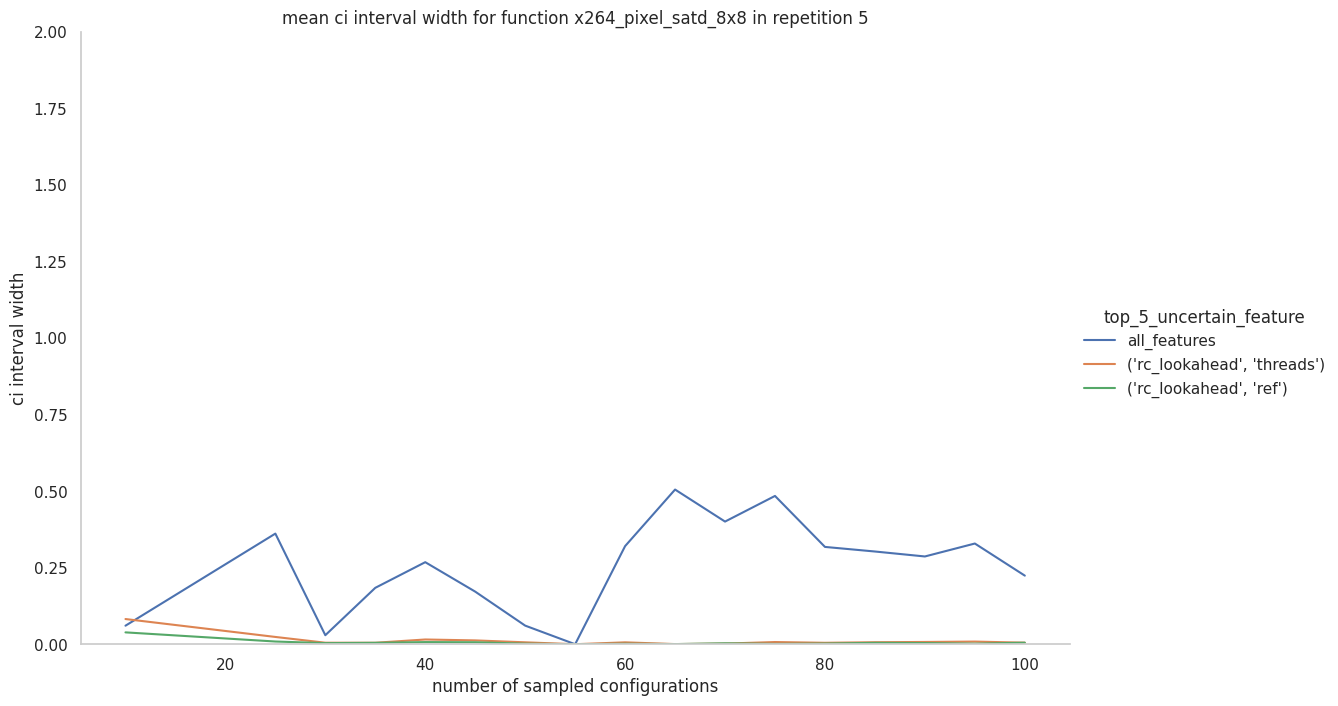 mean ci interval width for function x264_pixel_satd_8x8 in repetition 5
2.00
1.75
1.50
1.25
1.00
0.75
0.50
0.25
0.00
ci interval width
20
40
60
80
100
number of sampled configurations
top_5_uncertain_feature
all_features
('rc_lookahead', 'threads')
('rc_lookahead', 'ref')